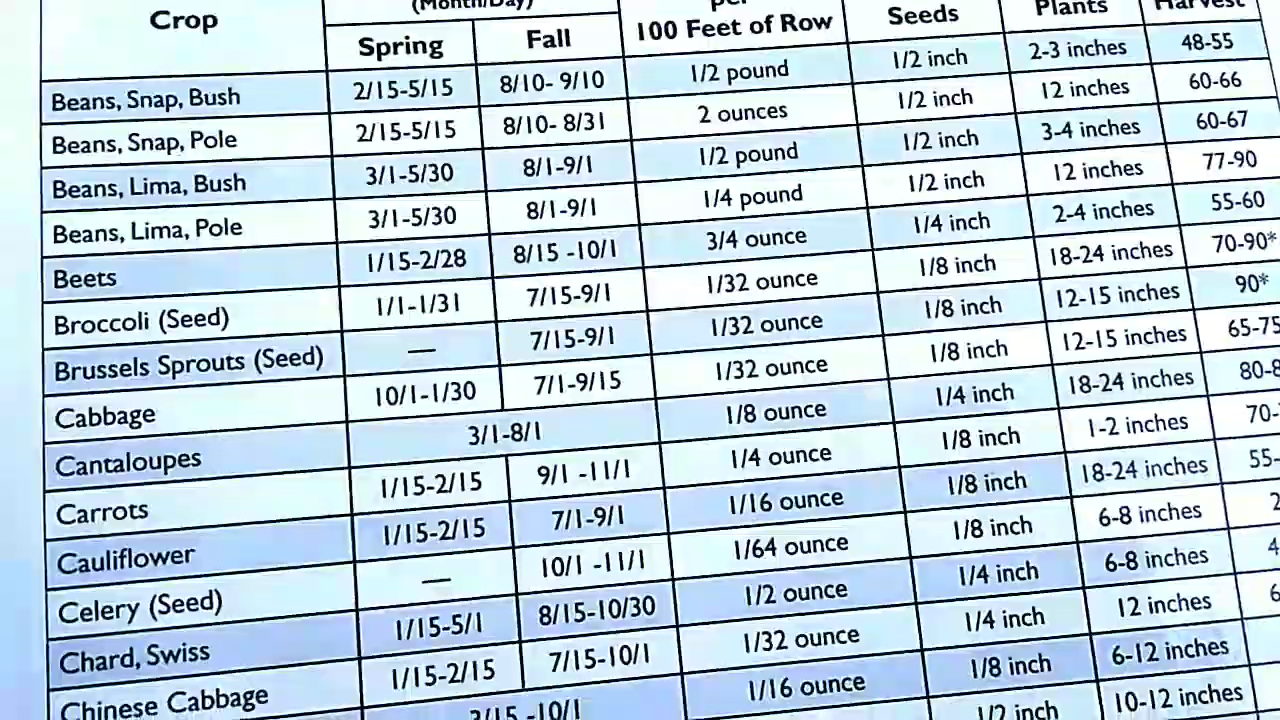 (Month/Day) per Plants Harvest
Crop Spring Fall 100 Feet of Row Seeds
Beans, Snap, Bush 2/15-5/15 8/10- 9/10 1/2 pound 1/2 inch 2-3 inches 48-55
Beans, Snap, Pole 2/15-5/15 8/10- 8/31 2 ounces 1/2 inch 12 inches 60-66
Beans, Lima, Bush 3/1-5/30 8/1-9/1 1/2 pound 1/2 inch 3-4 inches 60-67
Beans, Lima, Pole 3/1-5/30 8/1-9/1 1/4 pound 1/2 inch 12 inches 77-90
Beets 1/15-2/28 8/15 -10/1 3/4 ounce 1/4 inch 2-4 inches 55-60
Broccoli (Seed) 1/1-1/31 7/15-9/1 1/32 ounce 1/8 inch 18-24 inches 70-90*
Brussels Sprouts (Seed) — 7/15-9/1 1/32 ounce 1/8 inch 12-15 inches 90*
Cabbage 10/1-1/30 7/1-9/15 1/32 ounce 1/8 inch 12-15 inches 65-75
Cantaloupes 3/1-8/1 1/8 ounce 1/4 inch 18-24 inches 80-
Carrots 1/15-2/15 9/1 -11/1 1/4 ounce 1/8 inch 1-2 inches 70-
Cauliflower 1/15-2/15 7/1-9/1 1/16 ounce 1/8 inch 18-24 inches 55-
Celery (Seed) — 10/1 -11/1 1/64 ounce 1/8 inch 6-8 inches
Chard, Swiss 1/15-5/1 8/15-10/30 1/2 ounce 1/4 inch 6-8 inches
Chinese Cabbage 1/15-2/15 7/15-10/1 1/32 ounce 1/4 inch 12 inches
1/16 ounce 1/8 inch 6-12 inches
1/2 inch 10-12 inches